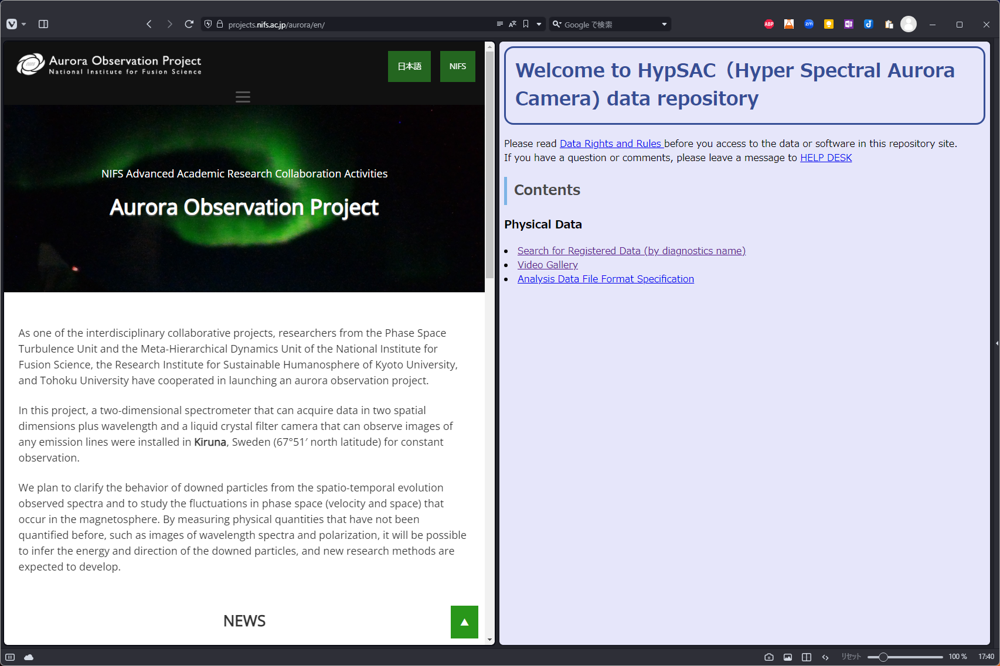 projects.nifs.ac.jp/aurora/en/
Google で検索
ABP
zm
Aurora Observation Project
National Institute for Fusion Science
日本語
NIFS
NIFS Advanced Academic Research Collaboration Activities
Aurora Observation Project
As one of the interdisciplinary collaborative projects, researchers from the Phase Space
Turbulence Unit and the Meta-Hierarchical Dynamics Unit of the National Institute for
Fusion Science, the Research Institute for Sustainable Humanosphere of Kyoto University,
and Tohoku University have cooperated in launching an aurora observation project.
In this project, a two-dimensional spectrometer that can acquire data in two spatial
dimensions plus wavelength and a liquid crystal filter camera that can observe images of
any emission lines were installed in Kiruna, Sweden (67°51′ north latitude) for constant
observation.
We plan to clarify the behavior of downed particles from the spatio-temporal evolution
observed spectra and to study the fluctuations in phase space (velocity and space) that
occur in the magnetosphere. By measuring physical quantities that have not been
quantified before, such as images of wavelength spectra and polarization, it will be possible
to infer the energy and direction of the downed particles, and new research methods are
expected to develop.
NEWS
Welcome to HypSAC（Hyper Spectral Aurora
Camera) data repository
Please read Data Rights and Rules before you access to the data or software in this repository site.
If you have a question or comments, please leave a message to HELP DESK
Contents
Physical Data
Search for Registered Data (by diagnostics name)
Video Gallery
Analysis Data File Format Specification
リセット
100 %
17:40